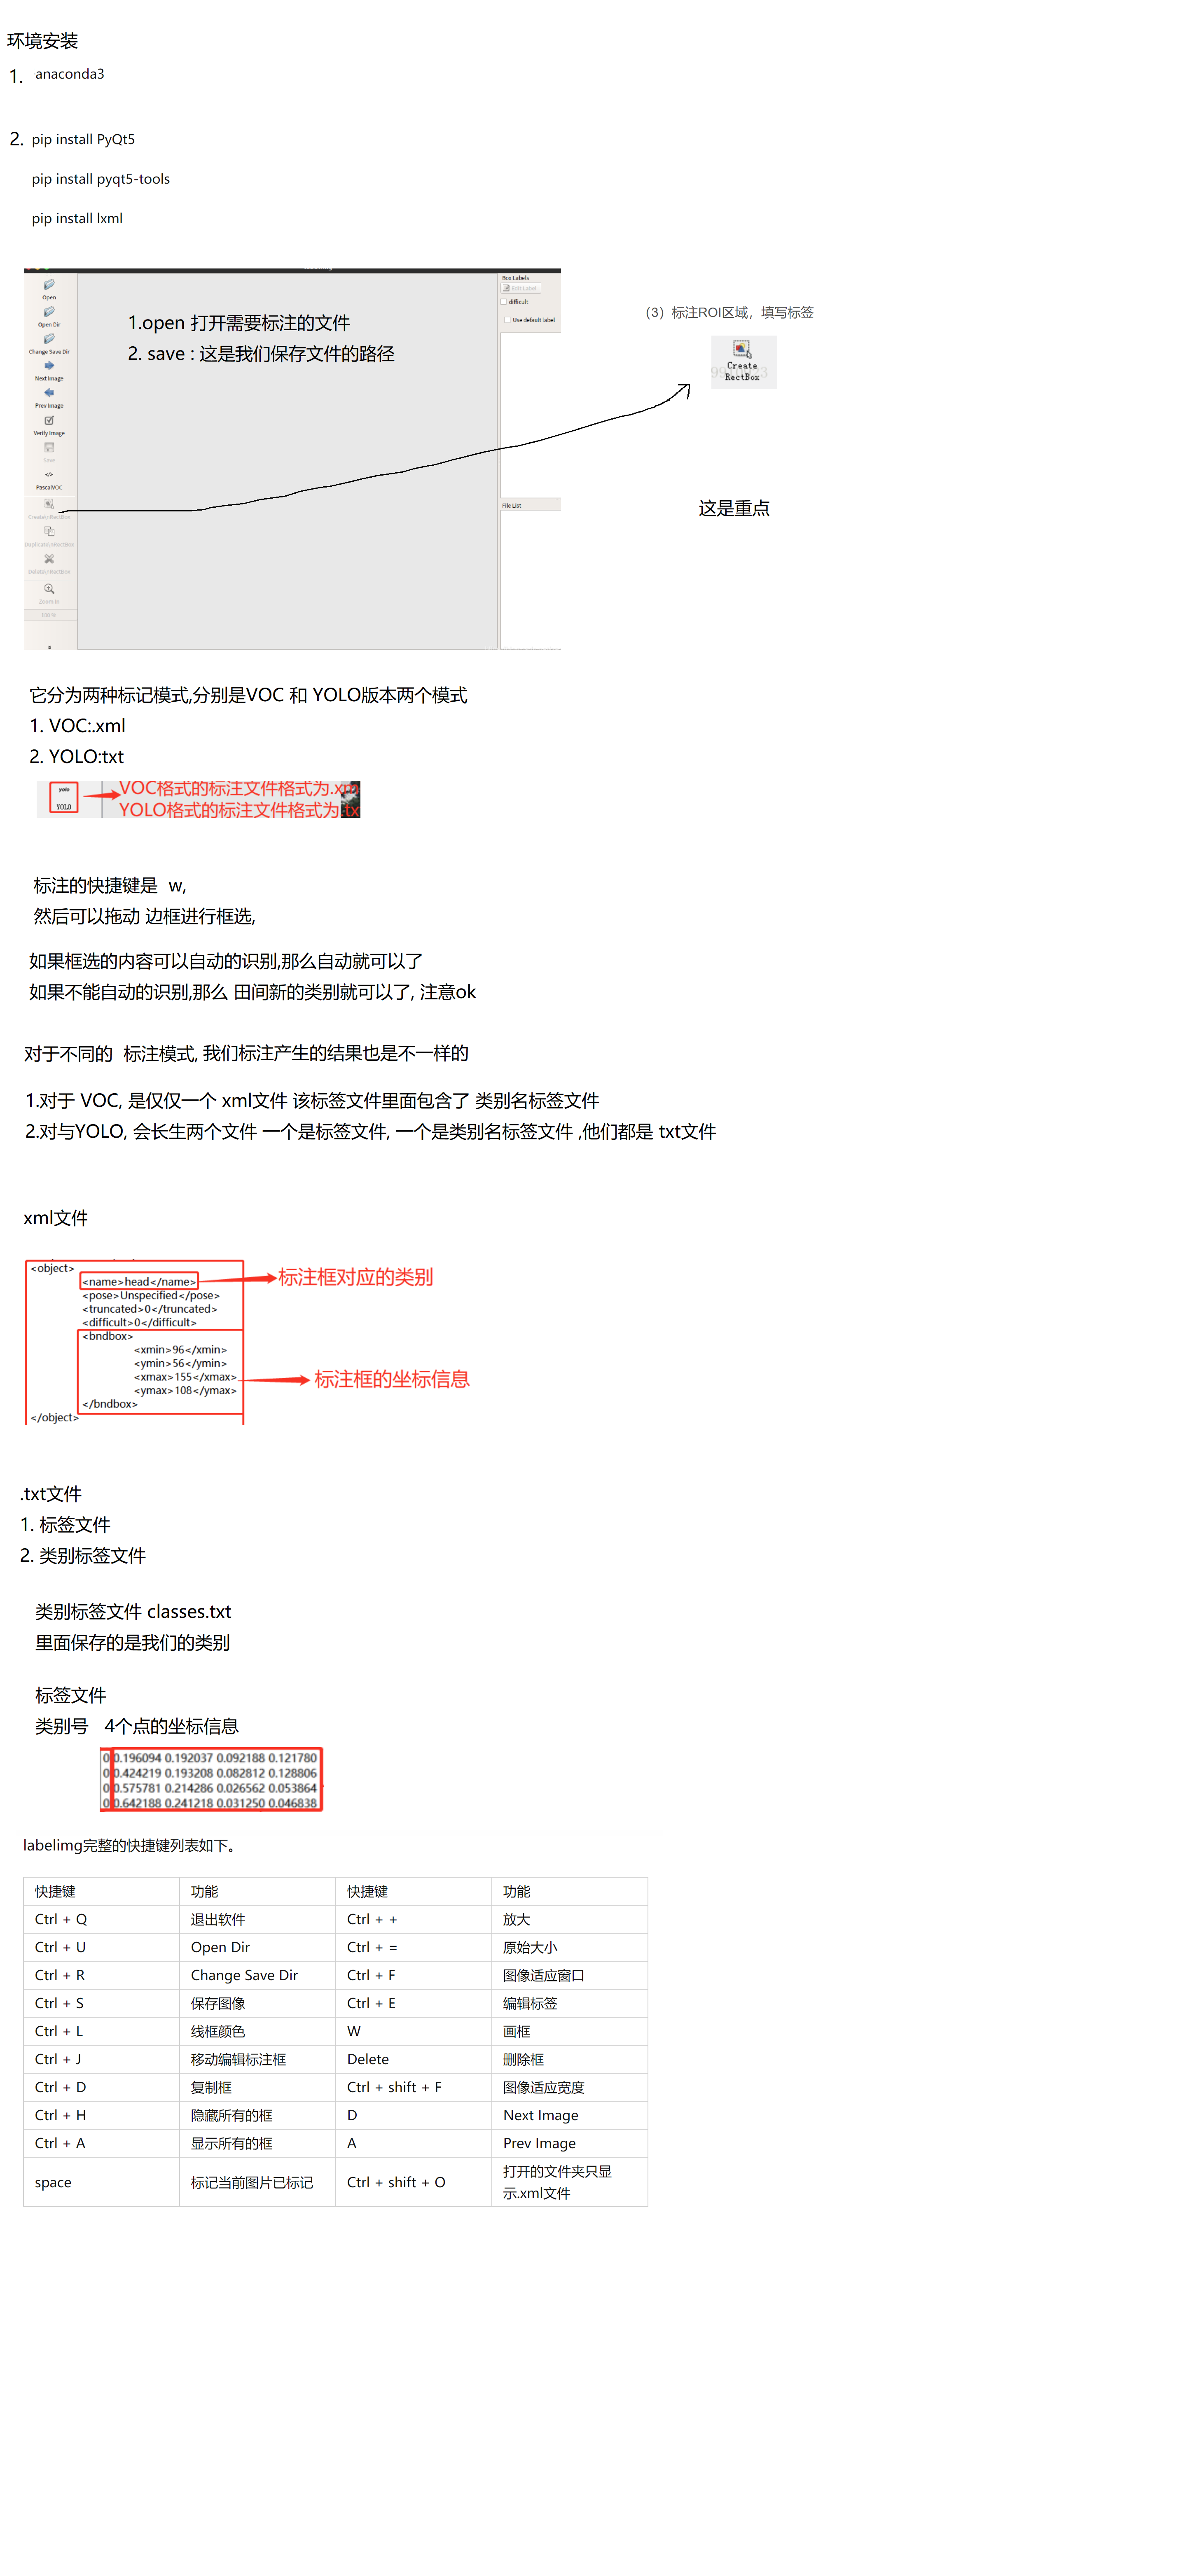 环境安装
1. anaconda3
2. pip install PyQt5
pip install pyqt5-tools
pip install lxml
Open
Open Dir
Change Save Dir
Next Image
Prev Image
Verify Image
Save
</>
PascalVOC
Create\nRectBox
Duplicate\nRectBox
Delete\nRectBox
Zoom In
100 %
1.open 打开需要标注的文件
2. save : 这是我们保存文件的路径
Box Labels
Edit Label
difficult
Use default label
File List
（3）标注ROI区域，填写标签
Create
RectBox
这是重点
它分为两种标记模式,分别是VOC 和 YOLO版本两个模式
1. VOC:.xml
2. YOLO:txt
yolo
YOLO
VOC格式的标注文件格式为.xm
YOLO格式的标注文件格式为.tx
标注的快捷键是 w,
然后可以拖动 边框进行框选,
如果框选的内容可以自动的识别,那么自动就可以了
如果不能自动的识别,那么 田间新的类别就可以了, 注意ok
对于不同的 标注模式, 我们标注产生的结果也是不一样的
1.对于 VOC, 是仅仅一个 xml文件 该标签文件里面包含了 类别名标签文件
2.对与YOLO, 会长生两个文件 一个是标签文件, 一个是类别名标签文件 ,他们都是 txt文件
xml文件
<object>
<name>head</name>
<pose>Unspecified</pose>
<truncated>0</truncated>
<difficult>0</difficult>
<bndbox>
<xmin>96</xmin>
<ymin>56</ymin>
<xmax>155</xmax>
<ymax>108</ymax>
</bndbox>
</object>
标注框对应的类别
标注框的坐标信息
.txt文件
1. 标签文件
2. 类别标签文件
类别标签文件 classes.txt
里面保存的是我们的类别
标签文件
类别号 4个点的坐标信息
0 0.196094 0.192037 0.092188 0.121780
0 0.424219 0.193208 0.082812 0.128806
0 0.575781 0.214286 0.026562 0.053864
0 0.642188 0.241218 0.031250 0.046838
labelimg完整的快捷键列表如下。
快捷键 功能 快捷键 功能
Ctrl + Q 退出软件 Ctrl + + 放大
Ctrl + U Open Dir Ctrl + = 原始大小
Ctrl + R Change Save Dir Ctrl + F 图像适应窗口
Ctrl + S 保存图像 Ctrl + E 编辑标签
Ctrl + L 线框颜色 W 画框
Ctrl + J 移动编辑标注框 Delete 删除框
Ctrl + D 复制框 Ctrl + shift + F 图像适应宽度
Ctrl + H 隐藏所有的框 D Next Image
Ctrl + A 显示所有的框 A Prev Image
space 标记当前图片已标记 Ctrl + shift + O 打开的文件夹只显
示.xml文件